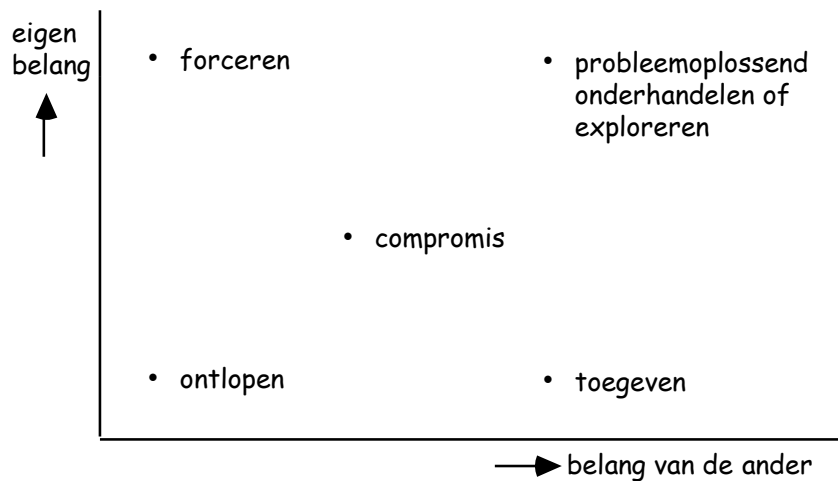 eigen
belang
• forceren
• probleemoplossend
onderhandelen of
exploreren
• compromis
• ontlopen
• toegeven
belang van de ander